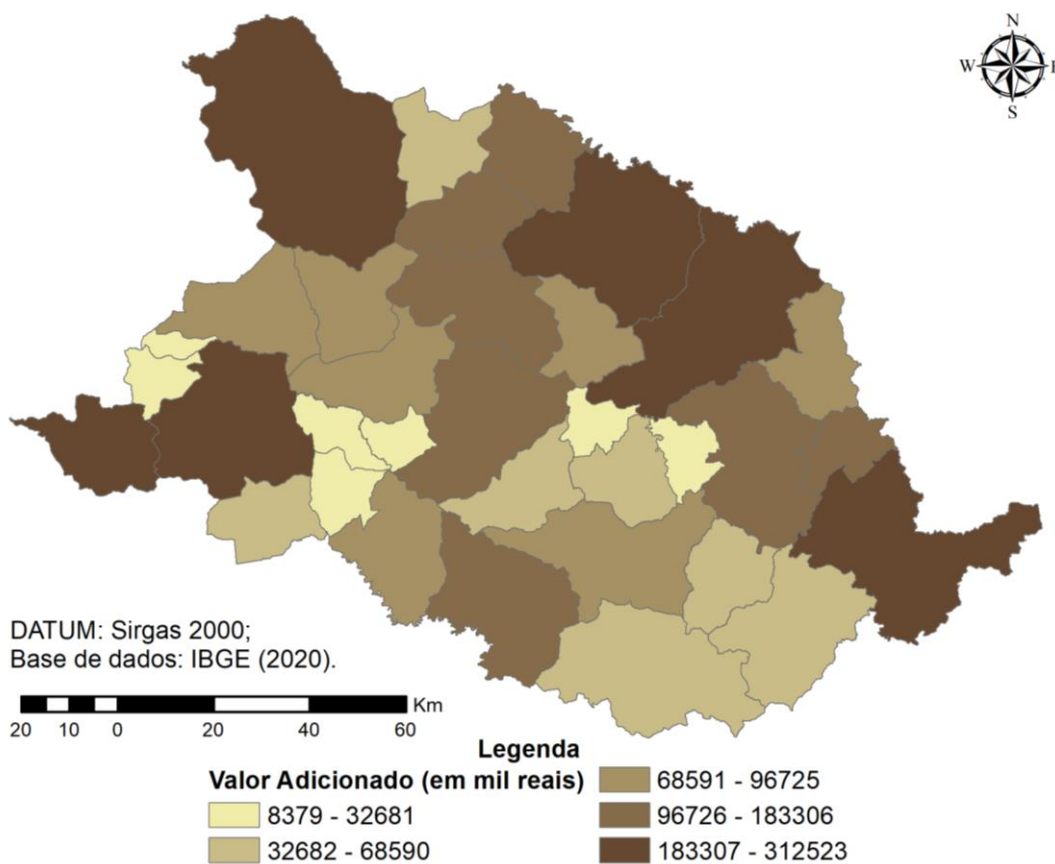 N
W E
S
DATUM: Sirgas 2000;
Base de dados: IBGE (2020).
Km
20 10 0 20 40 60
Legenda
Valor Adicionado (em mil reais)
8379 - 32681
32682 - 68590
68591 - 96725
96726 - 183306
183307 - 312523